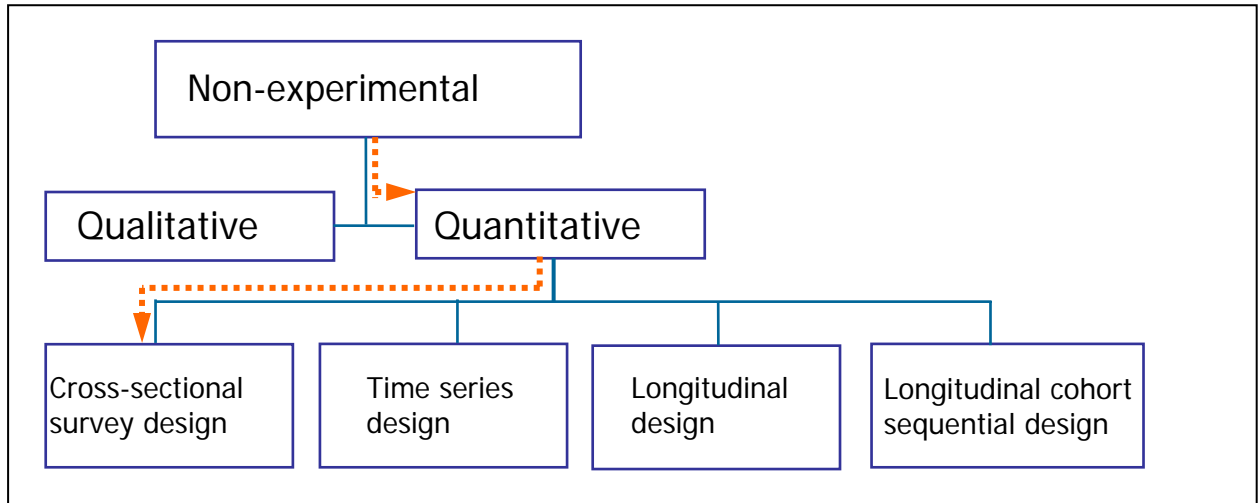 Non-experimental
Qualitative
Quantitative
Cross-sectional
survey design
Time series
design
Longitudinal
design
Longitudinal cohort
sequential design